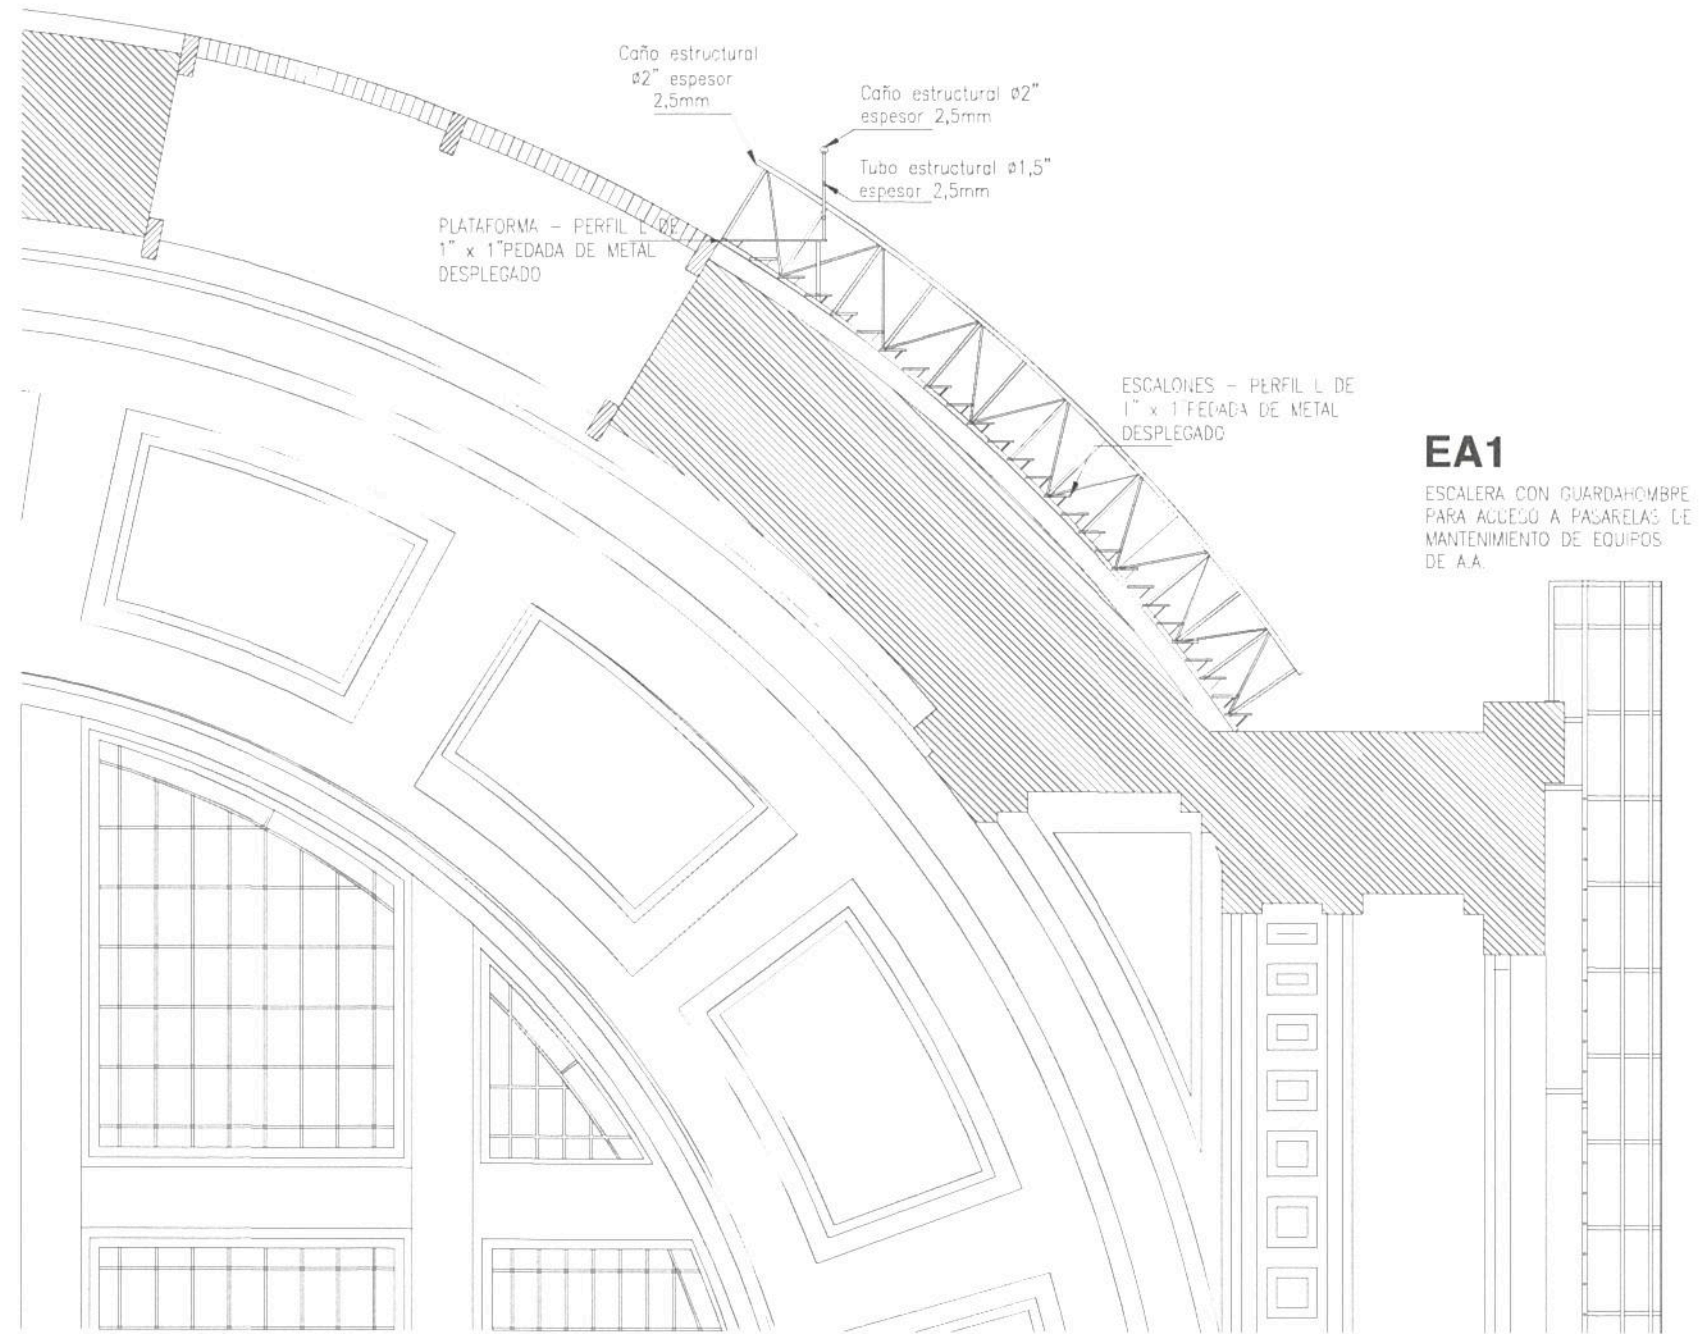 Caño estructural
ø2" espesor
2,5mm
Caño estructural ø2"
espesor 2,5mm
Tubo estructural ø1,5"
espesor 2,5mm
PLATAFORMA - PERFIL L DE
1" x 1"PEDADA DE METAL
DESPLEGADO
ESCALONES - PERFIL L DE
1" x 1"PEDADA DE METAL
DESPLEGADO
EA1
ESCALERA CON GUARDAHOMBRE
PARA ACCESO A PASARELAS DE
MANTENIMIENTO DE EQUIPOS
DE A.A.